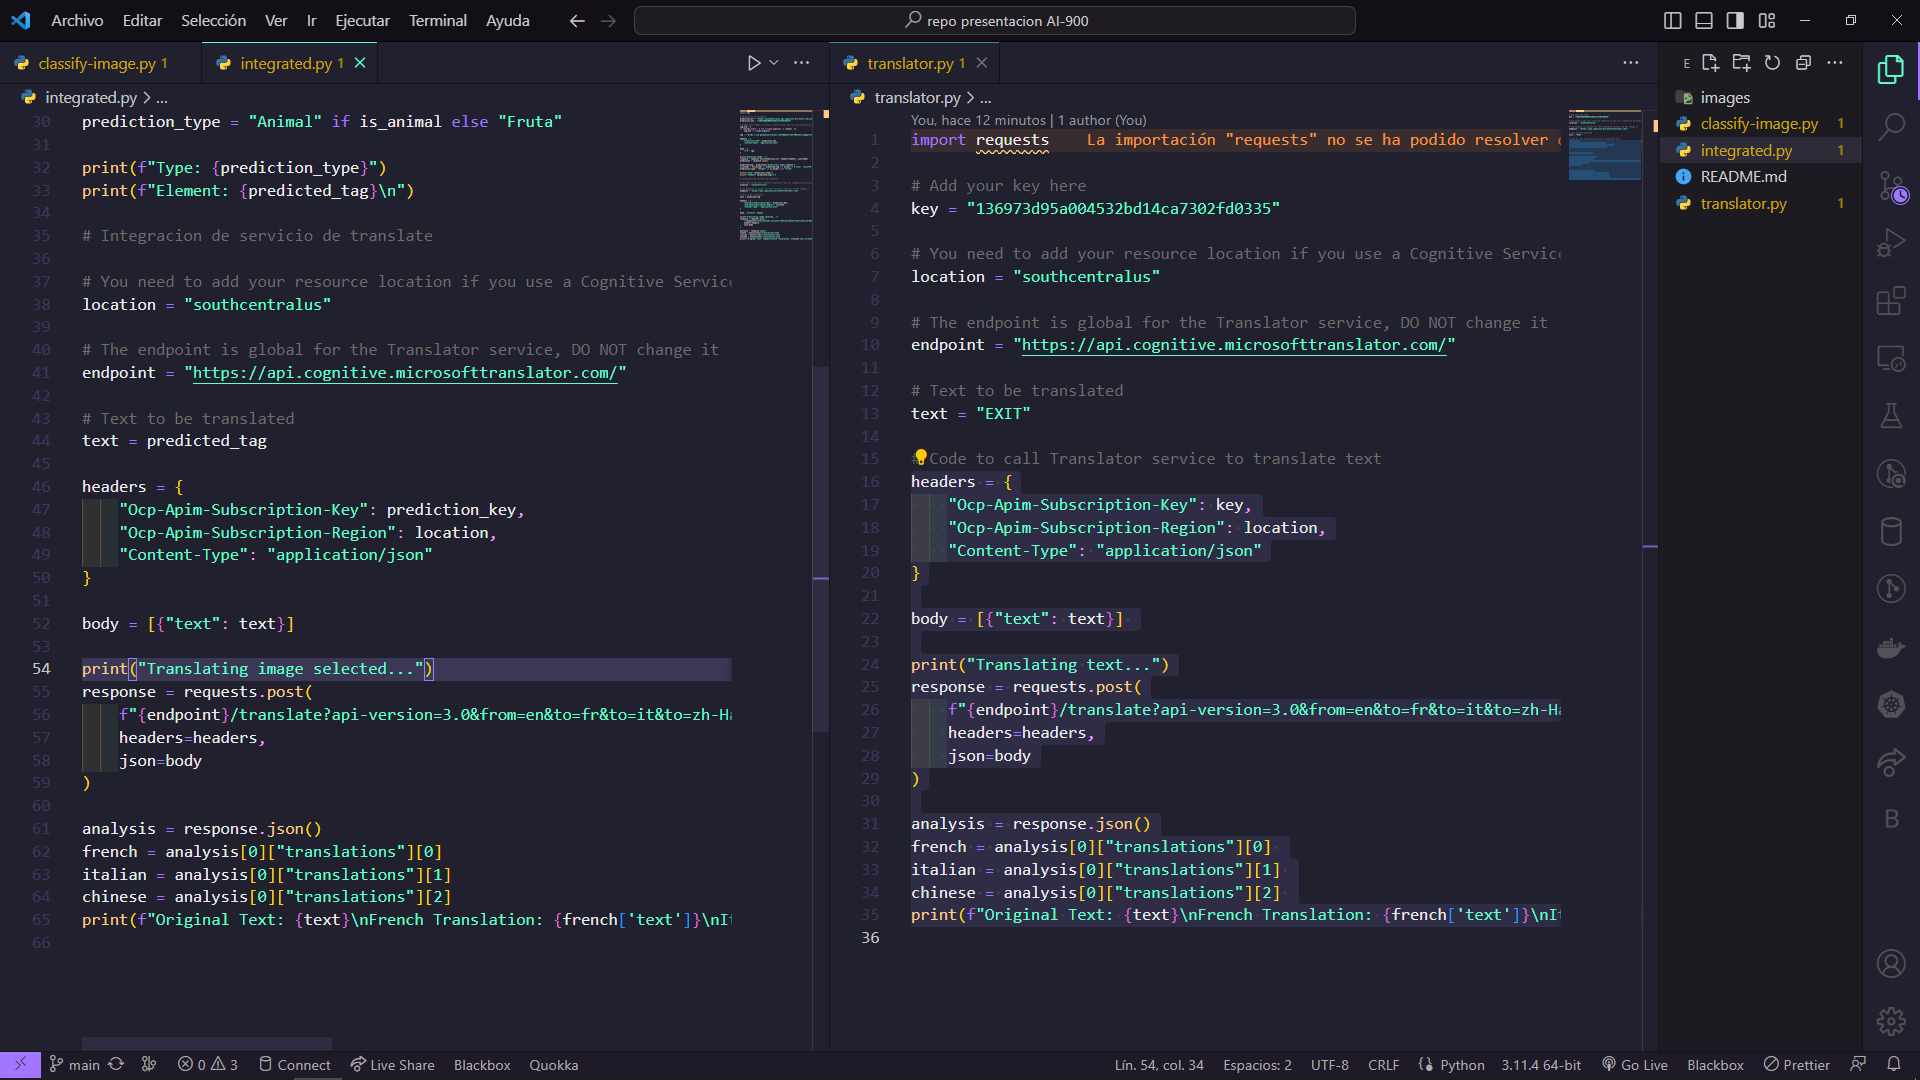 Archivo Editar Selección Ver Ir Ejecutar Terminal Ayuda
repo presentacion AI-900
classify-image.py 1
integrated.py 1
integrated.py > ...
30 prediction_type = "Animal" if is_animal else "Fruta"
31
32 print(f"Type: {prediction_type}")
33 print(f"Element: {predicted_tag}\n")
34
35 # Integracion de servicio de translate
36
37 # You need to add your resource location if you use a Cognitive Servic
38 location = "southcentralus"
39
40 # The endpoint is global for the Translator service, DO NOT change it
41 endpoint = "https://api.cognitive.microsofttranslator.com/"
42
43 # Text to be translated
44 text = predicted_tag
45
46 headers = {
47 "Ocp-Apim-Subscription-Key": prediction_key,
48 "Ocp-Apim-Subscription-Region": location,
49 "Content-Type": "application/json"
50 }
51
52 body = [{"text": text}]
53
54 print("Translating image selected...")
55 response = requests.post(
56 f"{endpoint}/translate?api-version=3.0&from=en&to=fr&to=it&to=zh-Ha
57 headers=headers,
58 json=body
59 )
60
61 analysis = response.json()
62 french = analysis[0]["translations"][0]
63 italian = analysis[0]["translations"][1]
64 chinese = analysis[0]["translations"][2]
65 print(f"Original Text: {text}\nFrench Translation: {french['text']}\nIt
66
translator.py 1
translator.py > ...
You, hace 12 minutos | 1 author (You)
1 import requests La importación "requests" no se ha podido resolver
2
3 # Add your key here
4 key = "136973d95a004532bd14ca7302fd0335"
5
6 # You need to add your resource location if you use a Cognitive Service
7 location = "southcentralus"
8
9 # The endpoint is global for the Translator service, DO NOT change it
10 endpoint = "https://api.cognitive.microsofttranslator.com/"
11
12 # Text to be translated
13 text = "EXIT"
14
15 # Code to call Translator service to translate text
16 headers = {
17 "Ocp-Apim-Subscription-Key": key,
18 "Ocp-Apim-Subscription-Region": location,
19 "Content-Type": "application/json"
20 }
21
22 body = [{"text": text}]
23
24 print("Translating text...")
25 response = requests.post(
26 f"{endpoint}/translate?api-version=3.0&from=en&to=fr&to=it&to=zh-Ha
27 headers=headers,
28 json=body
29 )
30
31 analysis = response.json()
32 french = analysis[0]["translations"][0]
33 italian = analysis[0]["translations"][1]
34 chinese = analysis[0]["translations"][2]
35 print(f"Original Text: {text}\nFrench Translation: {french['text']}\nIt
36
E
images
classify-image.py 1
integrated.py 1
README.md
translator.py 1
B
main 0 3 Connect Live Share Blackbox Quokka
Lín. 54, col. 34 Espacios: 2 UTF-8 CRLF Python 3.11.4 64-bit Go Live Blackbox Prettier